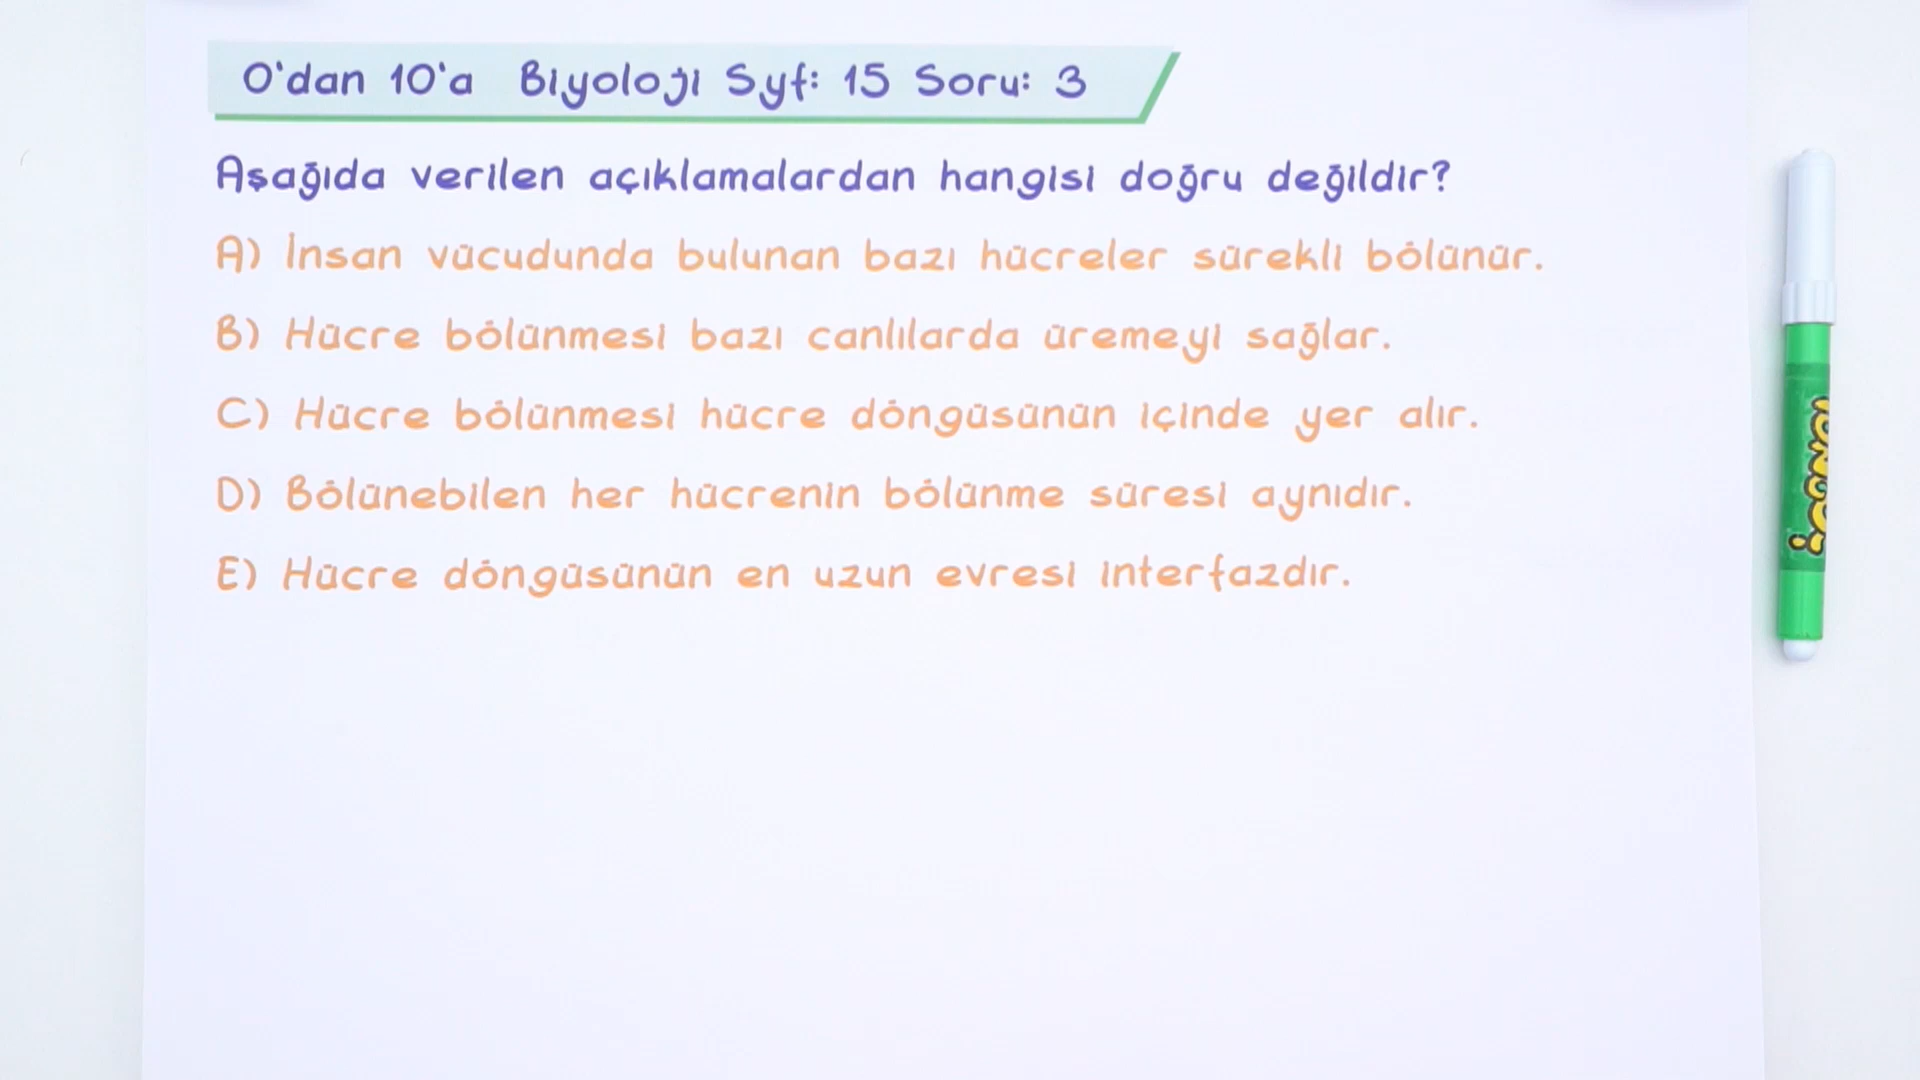 0'dan 10'a Biyoloji Syf: 15 Soru: 3
Aşağıda verilen açıklamalardan hangisi doğru değildir?
A) İnsan vücudunda bulunan bazı hücreler sürekli bölünür.
B) Hücre bölünmesi bazı canlılarda üremeyi sağlar.
C) Hücre bölünmesi hücre döngüsünün içinde yer alır.
D) Bölünebilen her hücrenin bölünme süresi aynıdır.
E) Hücre döngüsünün en uzun evresi interfazdır.